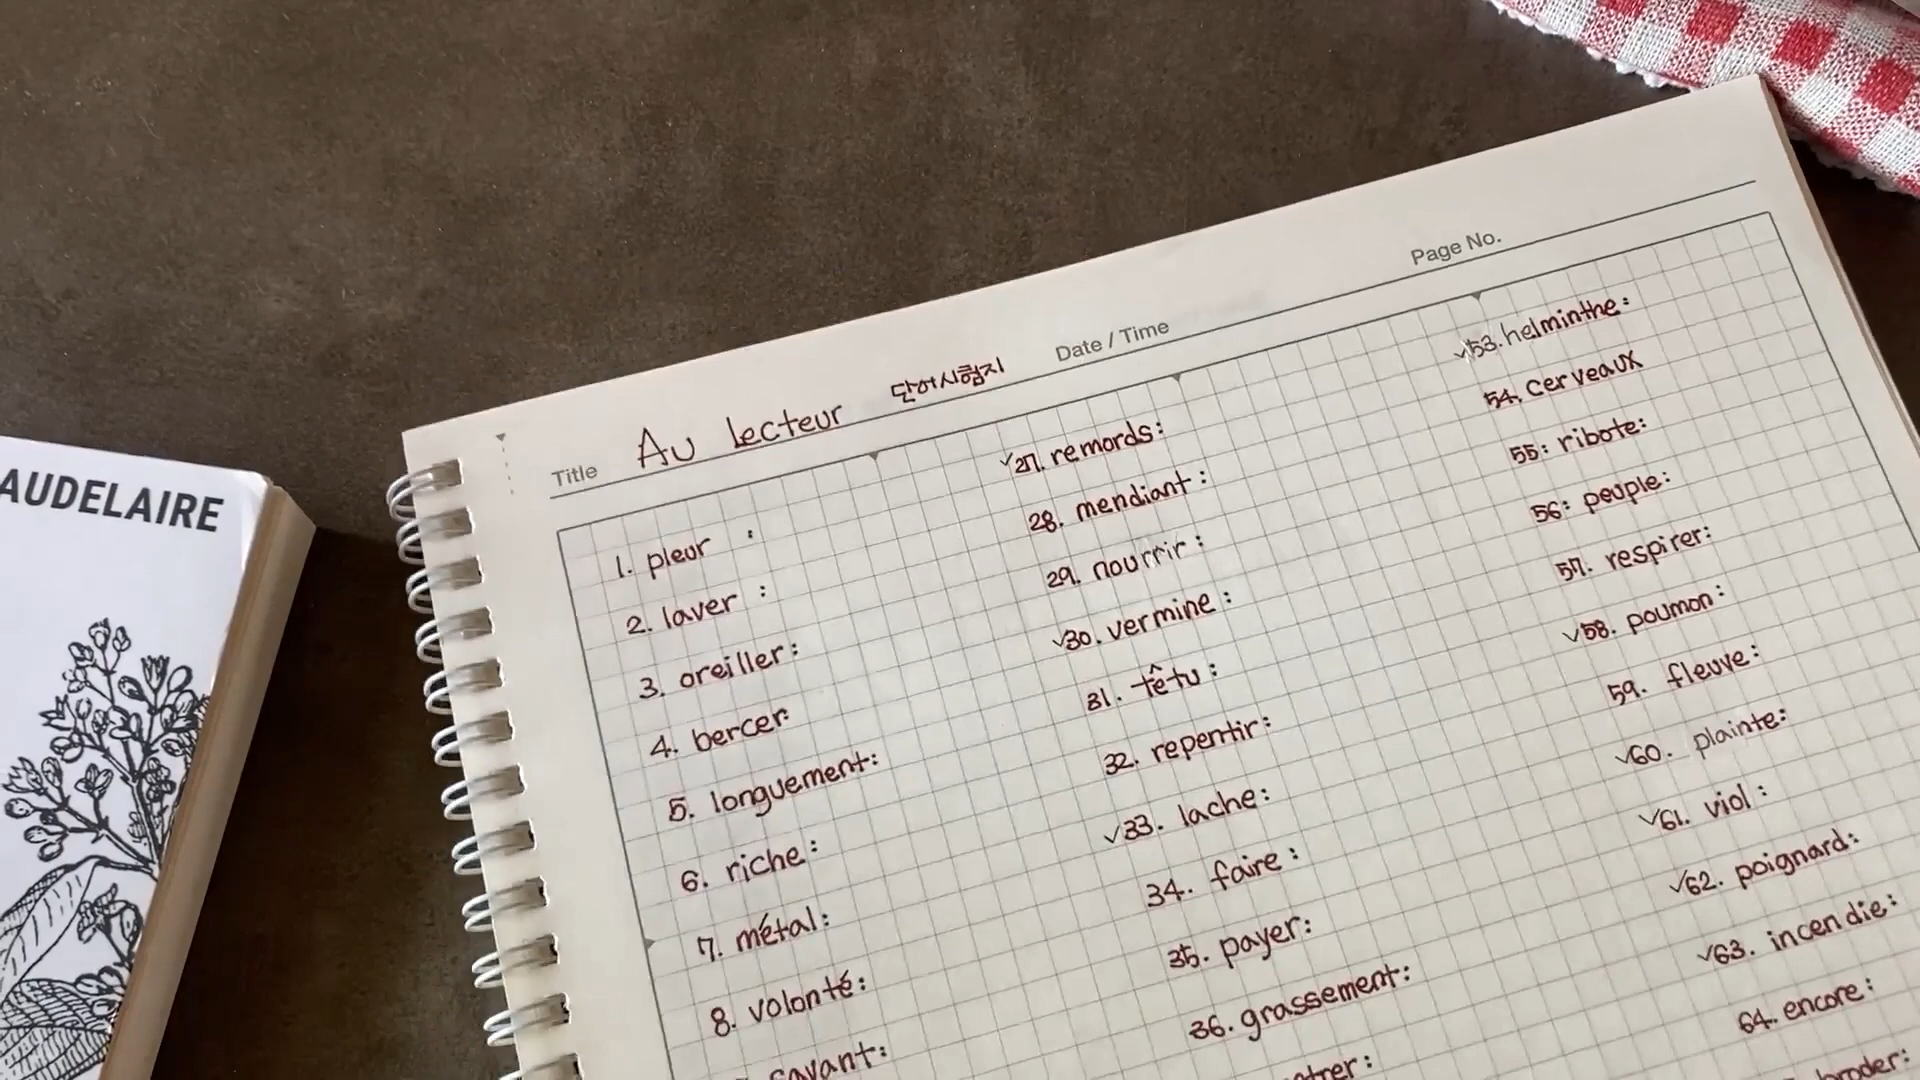 AUDELAIRE
Title Au Lecteur 단어시험지 Date / Time Page No.
1. pleur :
2. laver :
3. oreiller:
4. bercer:
5. longuement:
6. riche:
7. métal:
8. volonté:
savant:
✓27. remords:
28. mendiant:
29. nourrir:
✓30. vermine:
31. têtu:
32. repentir:
✓33. lache:
34. faire:
35. payer:
36. grassement:
✓53. helminthe:
54. cerveaux
55: ribote:
56: peuple:
57. respirer:
✓58. poumon:
59. fleuve:
✓60. plainte:
✓61. viol:
✓62. poignard:
✓63. incendie:
64. encore: